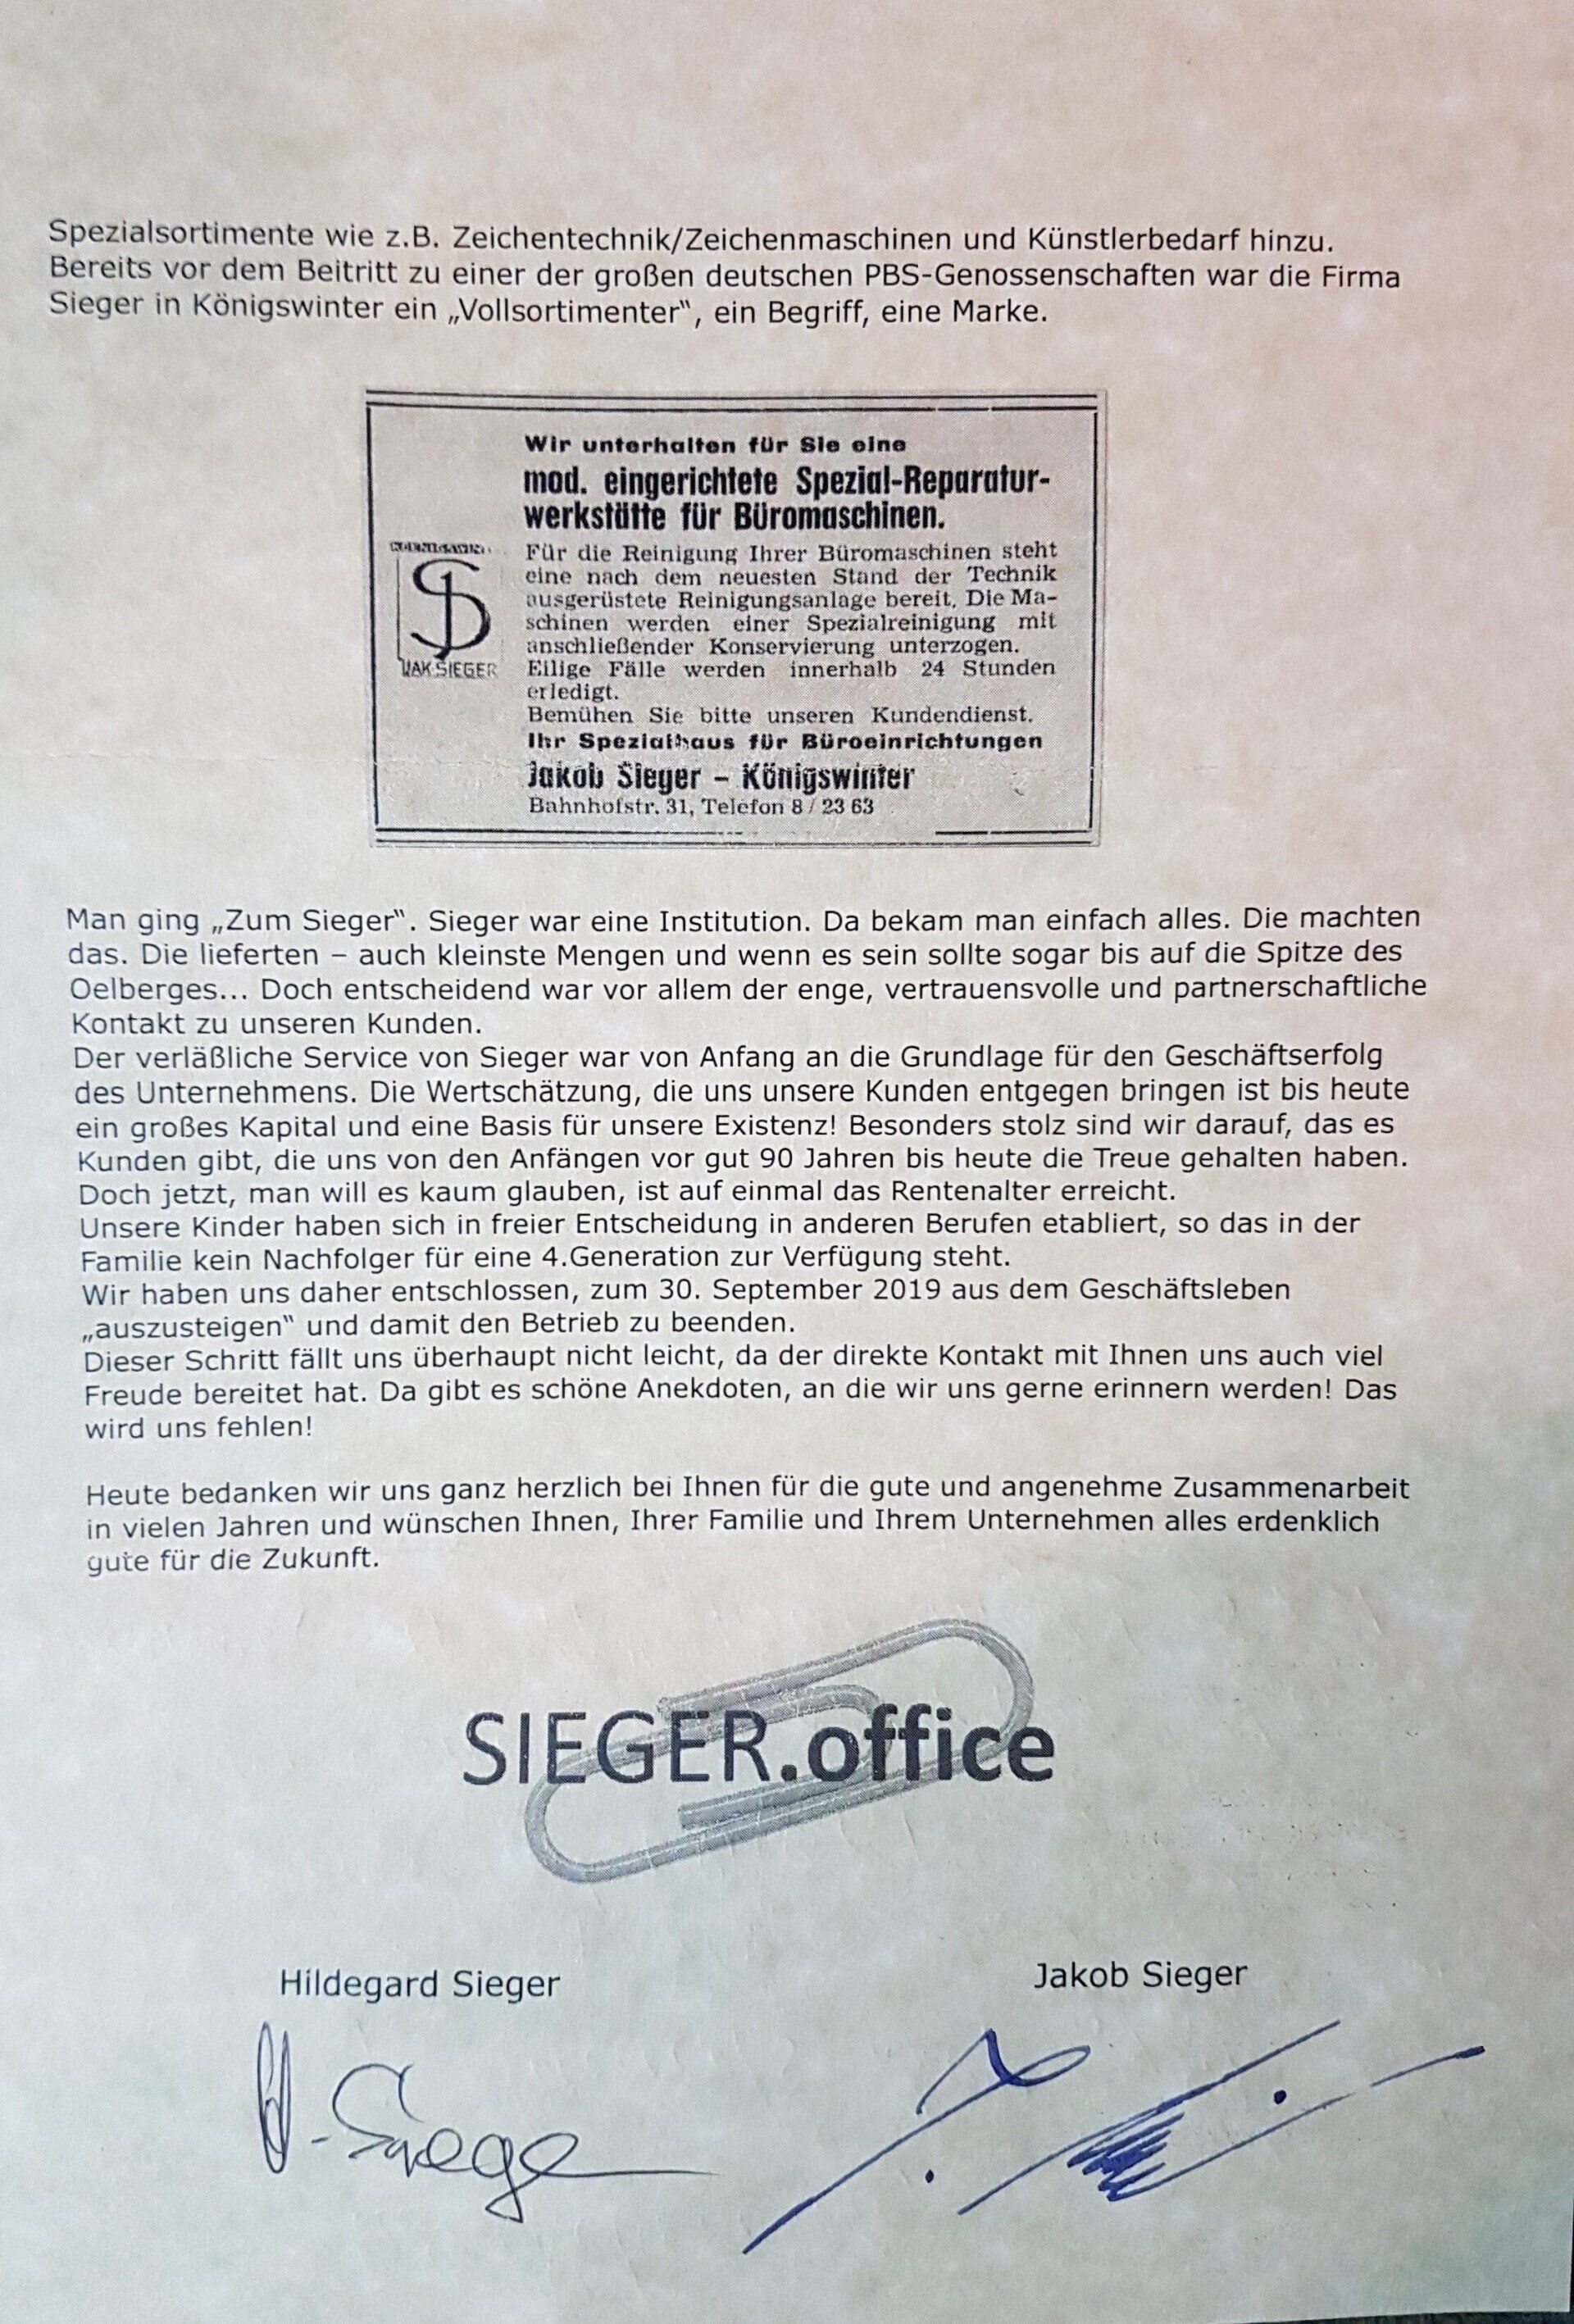 Spezialsortimente wie z.B. Zeichentechnik/Zeichenmaschinen und Künstlerbedarf hinzu.
Bereits vor dem Beitritt zu einer der großen deutschen PBS-Genossenschaften war die Firma
Sieger in Königswinter ein „Vollsortimenter“, ein Begriff, eine Marke.
Wir unterhalten für Sie eine
mod. eingerichtete Spezial-Reparatur-
werkstätte für Büromaschinen.
Für die Reinigung Ihrer Büromaschinen steht
eine nach dem neuesten Stand der Technik
ausgerüstete Reinigungsanlage bereit. Die Ma-
schinen werden einer Spezialreinigung mit
anschließender Konservierung unterzogen.
Eilige Fälle werden innerhalb 24 Stunden
erledigt.
Bemühen Sie bitte unseren Kundendienst.
Ihr Spezialhaus für Büroeinrichtungen
Jakob Sieger – Königswinter
Bahnhofstr. 31, Telefon 8 / 23 63
JAK·SIEGER
Man ging „Zum Sieger“. Sieger war eine Institution. Da bekam man einfach alles. Die machten
das. Die lieferten – auch kleinste Mengen und wenn es sein sollte sogar bis auf die Spitze des
Oelberges... Doch entscheidend war vor allem der enge, vertrauensvolle und partnerschaftliche
Kontakt zu unseren Kunden.
Der verläßliche Service von Sieger war von Anfang an die Grundlage für den Geschäftserfolg
des Unternehmens. Die Wertschätzung, die uns unsere Kunden entgegen bringen ist bis heute
ein großes Kapital und eine Basis für unsere Existenz! Besonders stolz sind wir darauf, das es
Kunden gibt, die uns von den Anfängen vor gut 90 Jahren bis heute die Treue gehalten haben.
Doch jetzt, man will es kaum glauben, ist auf einmal das Rentenalter erreicht.
Unsere Kinder haben sich in freier Entscheidung in anderen Berufen etabliert, so das in der
Familie kein Nachfolger für eine 4.Generation zur Verfügung steht.
Wir haben uns daher entschlossen, zum 30. September 2019 aus dem Geschäftsleben
„auszusteigen“ und damit den Betrieb zu beenden.
Dieser Schritt fällt uns überhaupt nicht leicht, da der direkte Kontakt mit Ihnen uns auch viel
Freude bereitet hat. Da gibt es schöne Anekdoten, an die wir uns gerne erinnern werden! Das
wird uns fehlen!
Heute bedanken wir uns ganz herzlich bei Ihnen für die gute und angenehme Zusammenarbeit
in vielen Jahren und wünschen Ihnen, Ihrer Familie und Ihrem Unternehmen alles erdenklich
gute für die Zukunft.
SIEGER.office
Hildegard Sieger
Jakob Sieger